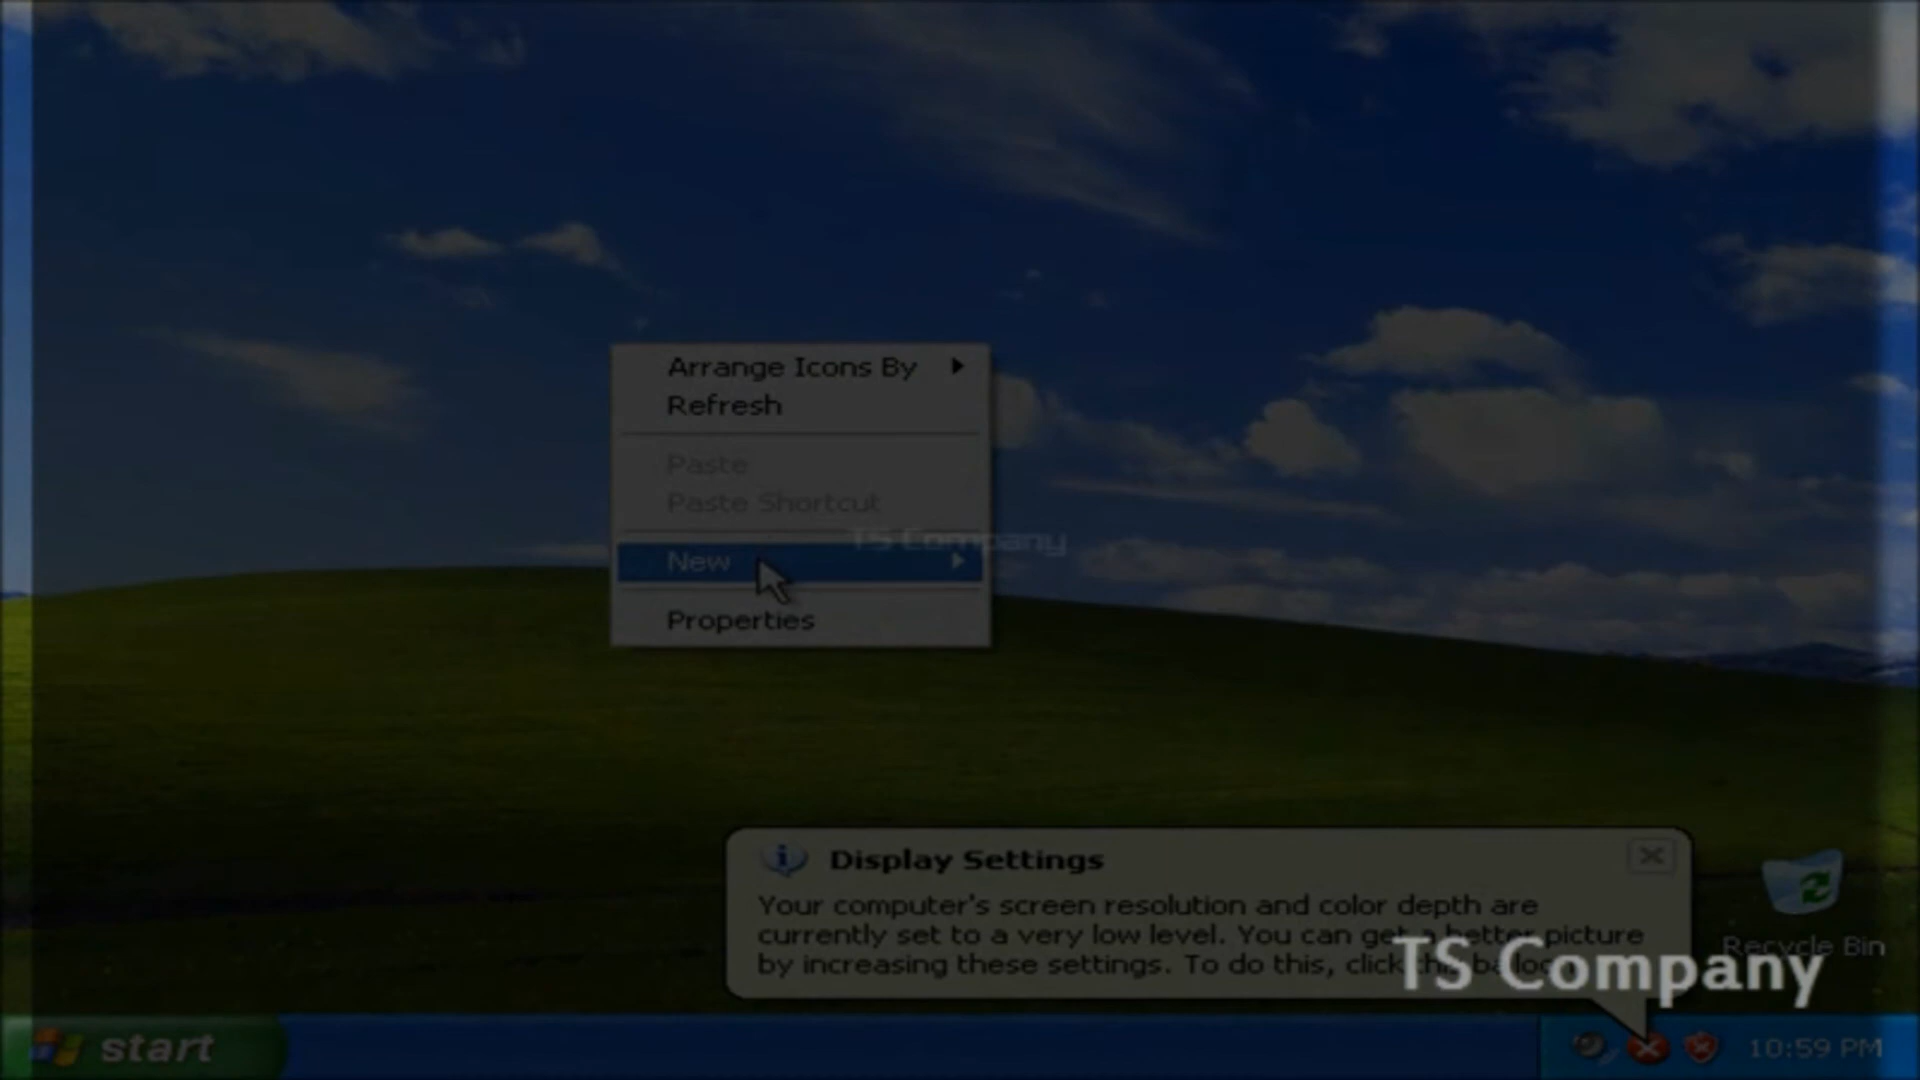 Arrange Icons By
Refresh
Paste
Paste Shortcut
TS Company
New
Properties
Display Settings
Your computer's screen resolution and color depth are
currently set to a very low level. You can get a better picture
by increasing these settings. To do this, click
TS Company
Recycle Bin
start
10:59 PM